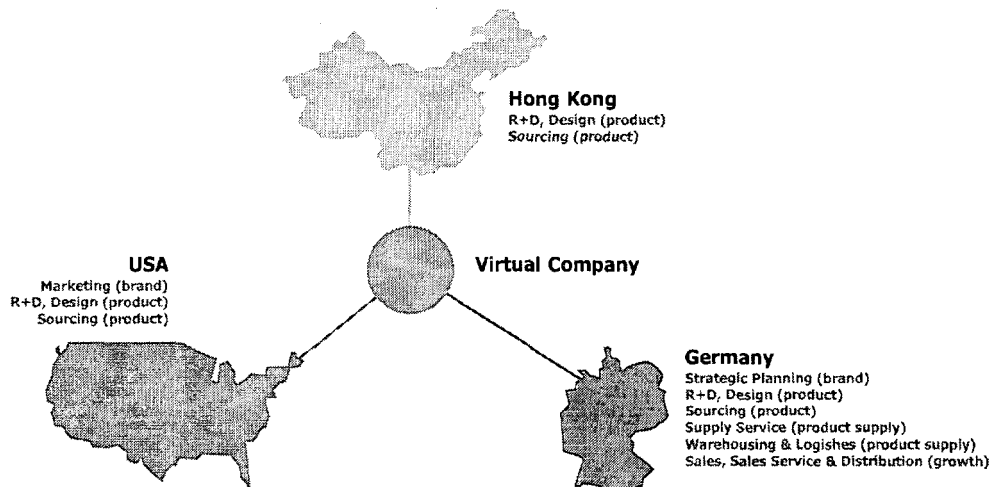 Hong Kong
R+D, Design (product)
Sourcing (product)
Virtual Company
USA
Marketing (brand)
R+D, Design (product)
Sourcing (product)
Germany
Strategic Planning (brand)
R+D, Design (product)
Sourcing (product)
Supply Service (product supply)
Warehousing & Logishes (product supply)
Sales, Sales Service & Distribution (growth)